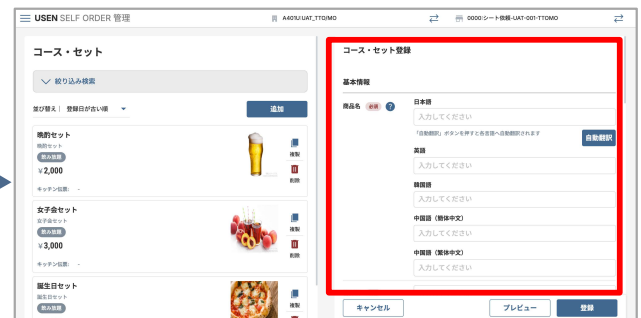 USEN SELF ORDER 管理
A401U UAT_TTO/MO
0000:シート依頼-UAT-001-TTOMO
コース・セット
絞り込み検索
並び替え | 登録日が古い順
追加
晩酌セット
晩酌セット
飲み放題
¥2,000
キッチン伝票: -
複製
削除
女子会セット
女子会セット
飲み放題
¥3,000
キッチン伝票: -
複製
削除
誕生日セット
誕生日セット
飲み放題
複製
コース・セット登録
基本情報
商品名 必須 ?
日本語
入力してください
「自動翻訳」ボタンを押すと各言語へ自動翻訳されます
自動翻訳
英語
入力してください
韓国語
入力してください
中国語(簡体中文)
入力してください
中国語(繁体中文)
入力してください
キャンセル
プレビュー
登録